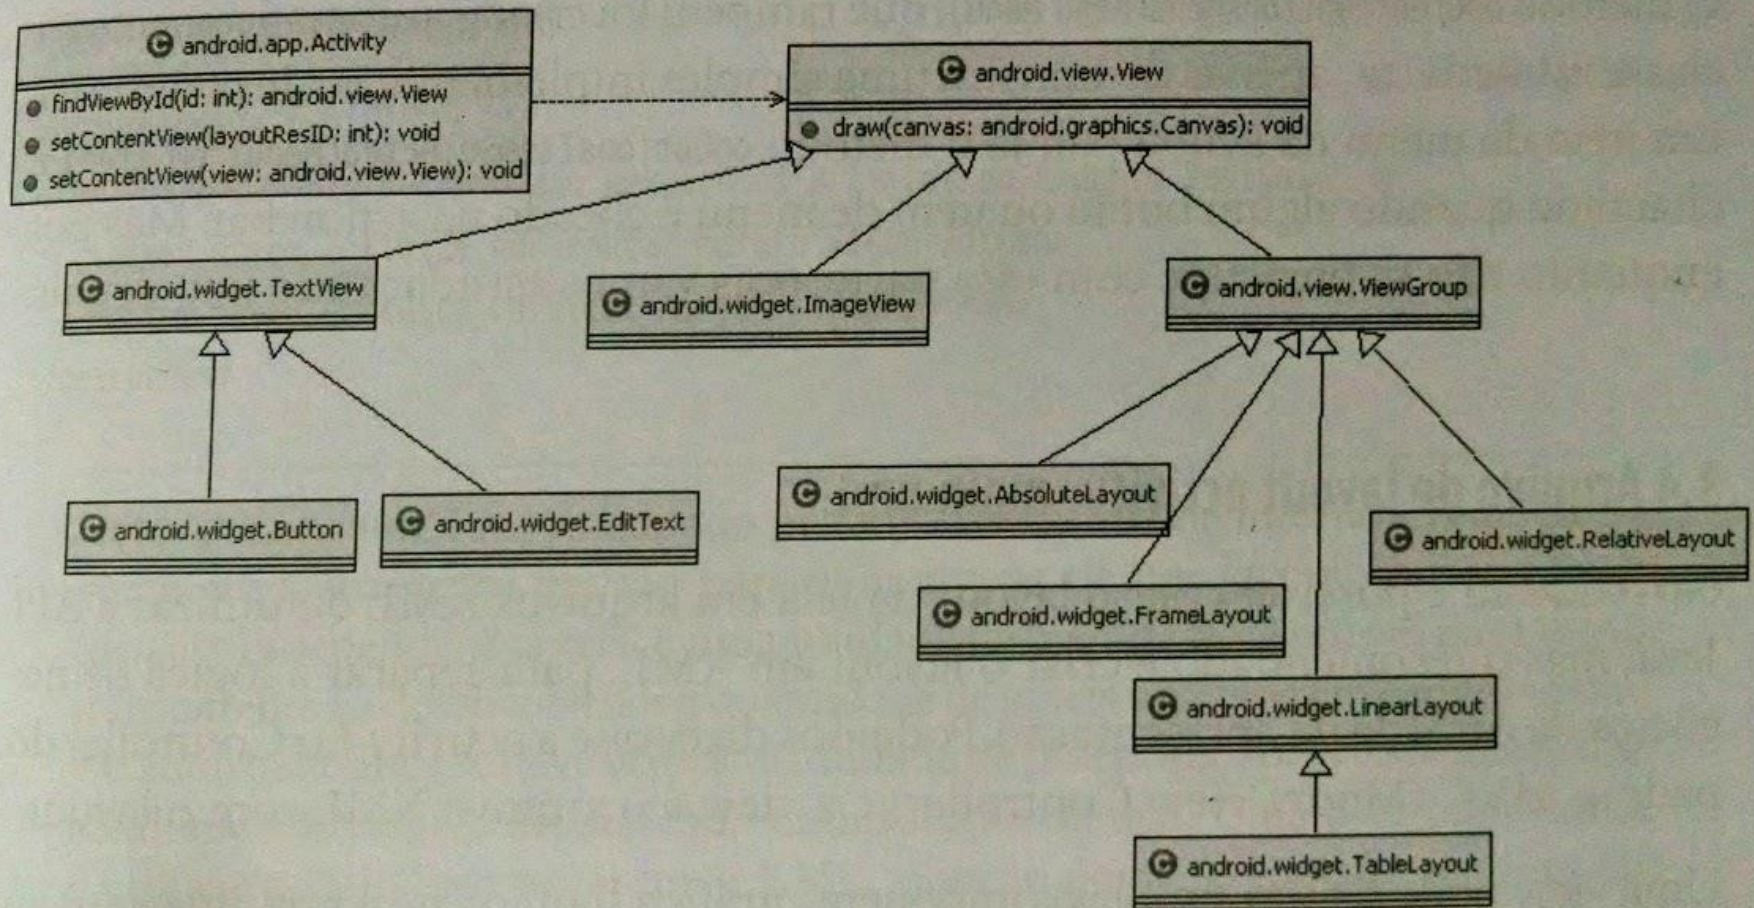 C android.app.Activity
findViewById(id: int): android.view.View
setContentView(layoutResID: int): void
setContentView(view: android.view.View): void
C android.view.View
draw(canvas: android.graphics.Canvas): void
C android.widget.TextView
C android.widget.ImageView
C android.view.ViewGroup
C android.widget.Button
C android.widget.EditText
C android.widget.AbsoluteLayout
C android.widget.RelativeLayout
C android.widget.FrameLayout
C android.widget.LinearLayout
C android.widget.TableLayout